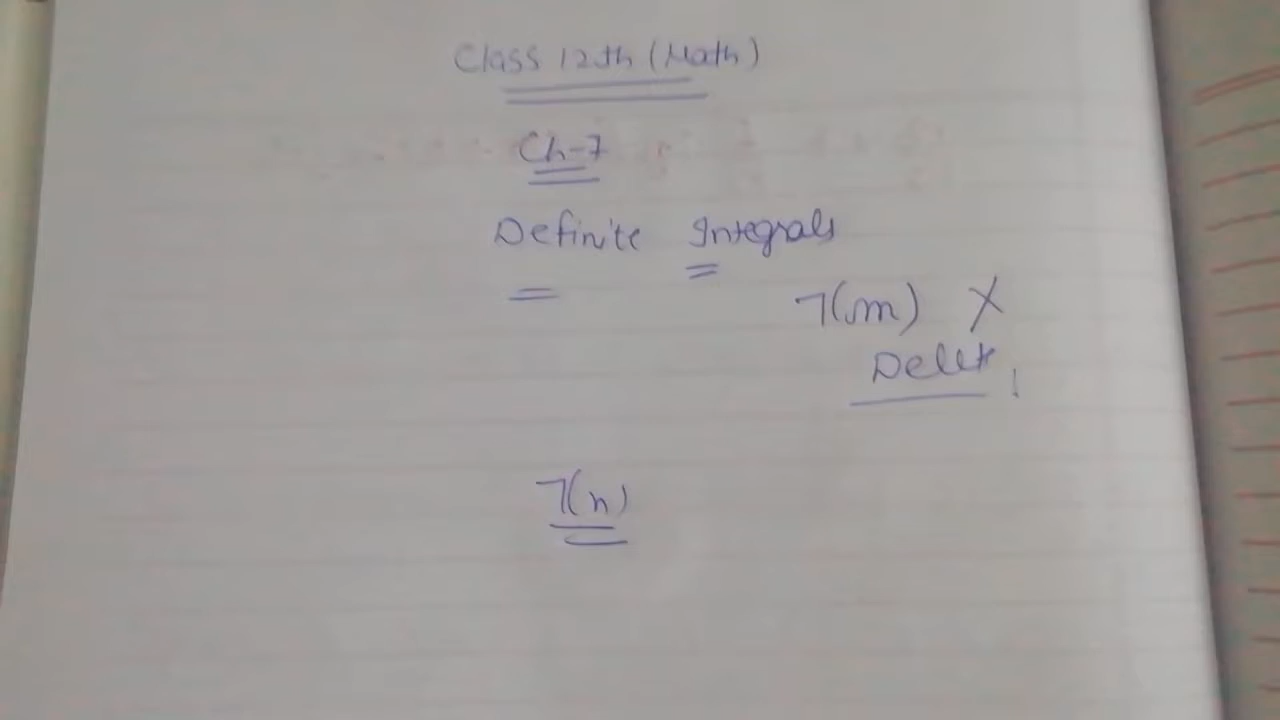 Class 12th (Math)
Ch-7
Definite Integrals
7(m) X
Delet
7(n)